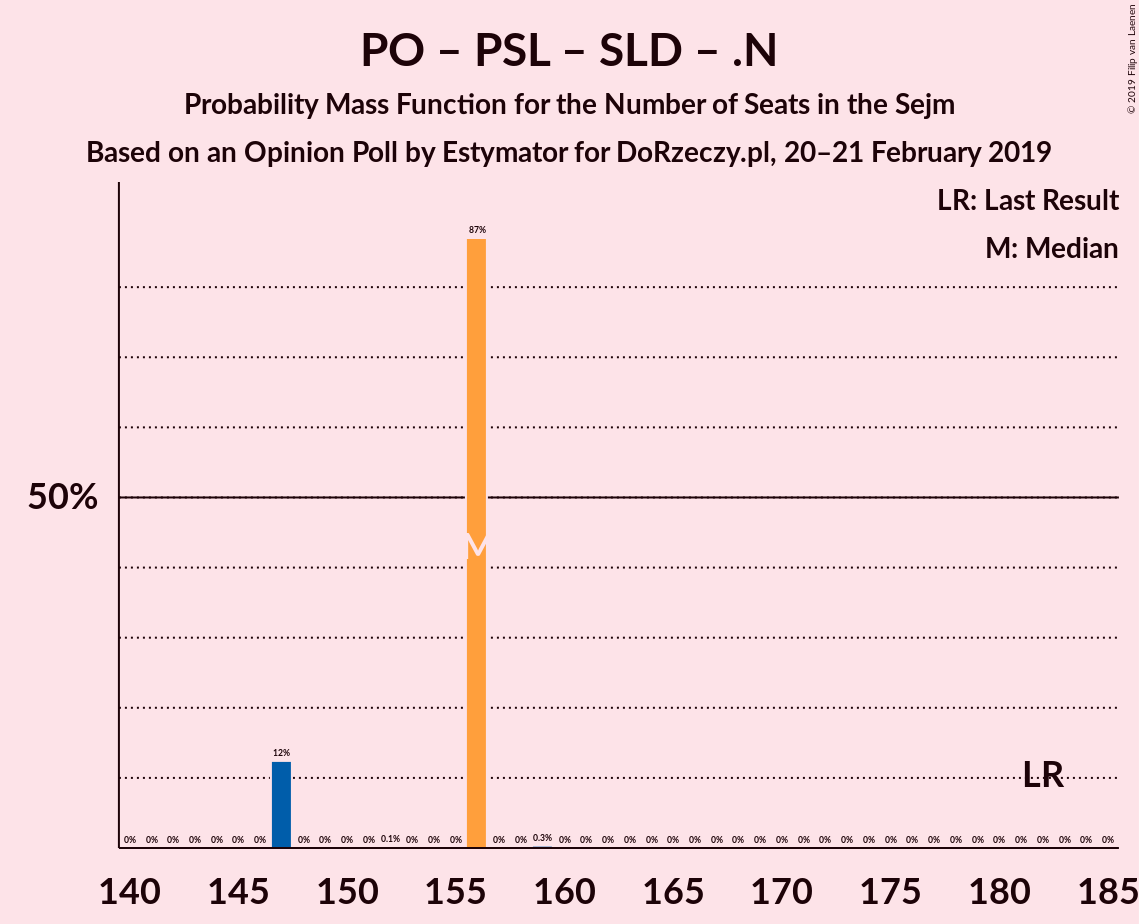 PO – PSL – SLD – .N
Probability Mass Function for the Number of Seats in the Sejm
Based on an Opinion Poll by Estymator for DoRzeczy.pl, 20–21 February 2019
© 2019 Filip van Laenen
LR: Last Result
M: Median
87%
50%
M
12%
LR
0% 0% 0% 0% 0% 0% 0% 0% 0% 0% 0% 0.1% 0% 0% 0% 0% 0% 0.3% 0% 0% 0% 0% 0% 0% 0% 0% 0% 0% 0% 0% 0% 0% 0% 0% 0% 0% 0% 0% 0% 0% 0% 0% 0% 0%
140 145 150 155 160 165 170 175 180 185